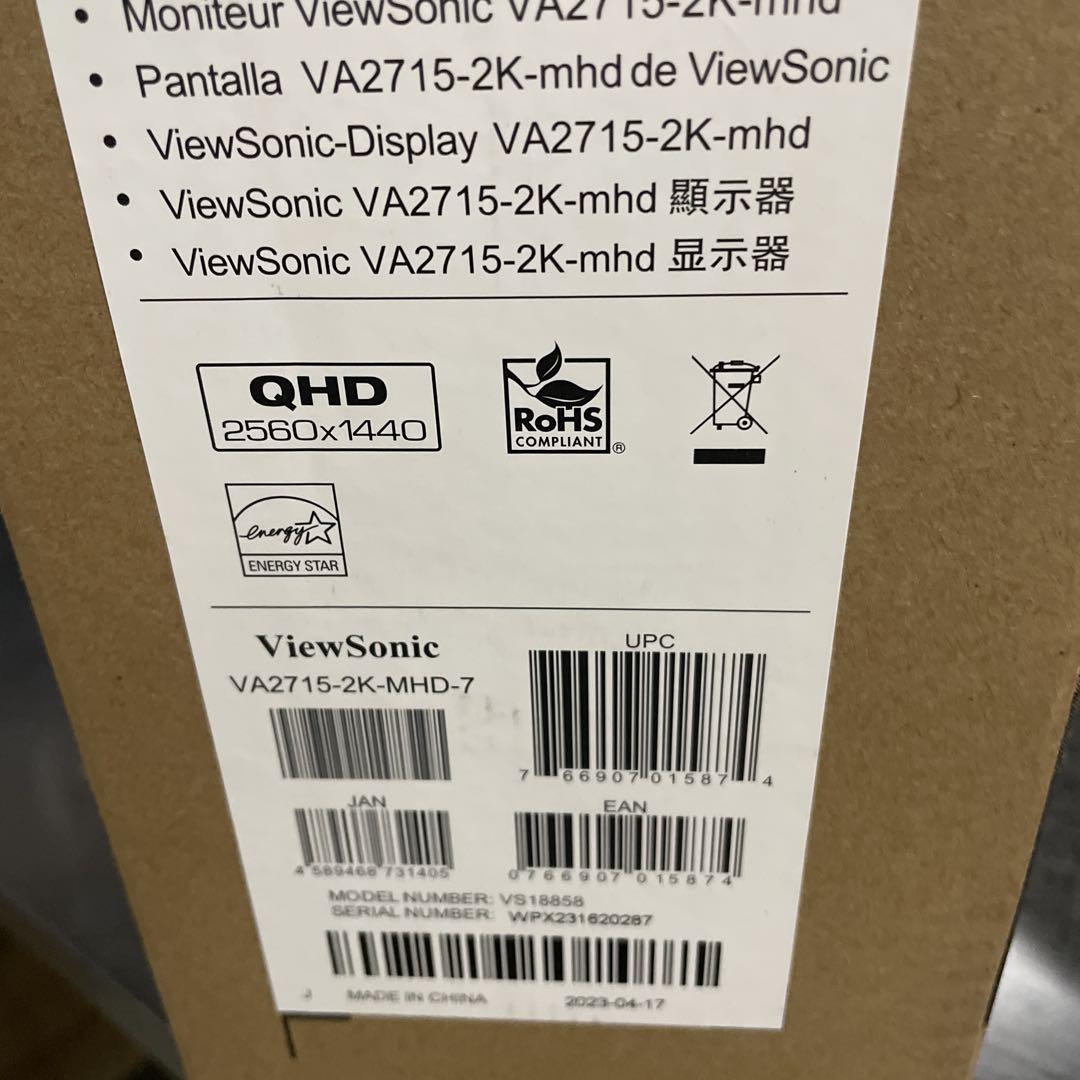 • Moniteur ViewSonic VA2715-2K-mhd
• Pantalla VA2715-2K-mhd de ViewSonic
• ViewSonic-Display VA2715-2K-mhd
• ViewSonic VA2715-2K-mhd 顯示器
• ViewSonic VA2715-2K-mhd 显示器
QHD
2560x1440
RoHS
COMPLIANT
®
energy
ENERGY STAR
ViewSonic
VA2715-2K-MHD-7
UPC
7 66907 01587 4
JAN
4 589468 731405
EAN
0 766907 015874
MODEL NUMBER: VS18858
SERIAL NUMBER: WPX231620287
J MADE IN CHINA 2023-04-17